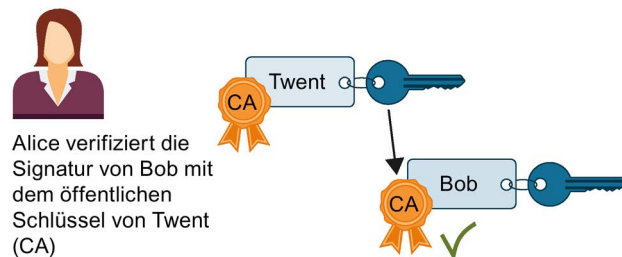 Twent
CA
Alice verifiziert die
Signatur von Bob mit
dem öffentlichen
Schlüssel von Twent
(CA)
Bob
CA